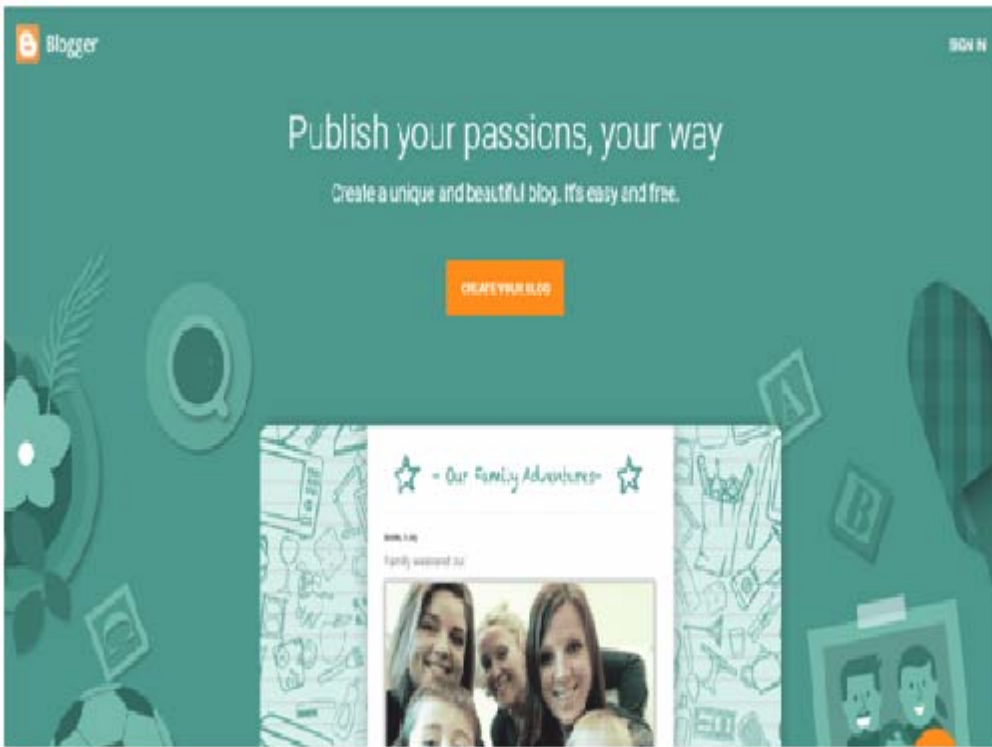 Blogger
SIGN IN
Publish your passions, your way
Create a unique and beautiful blog. It's easy and free.
CREATE YOUR BLOG
A
- Our Family Adventures-
B
Family weekend out
C